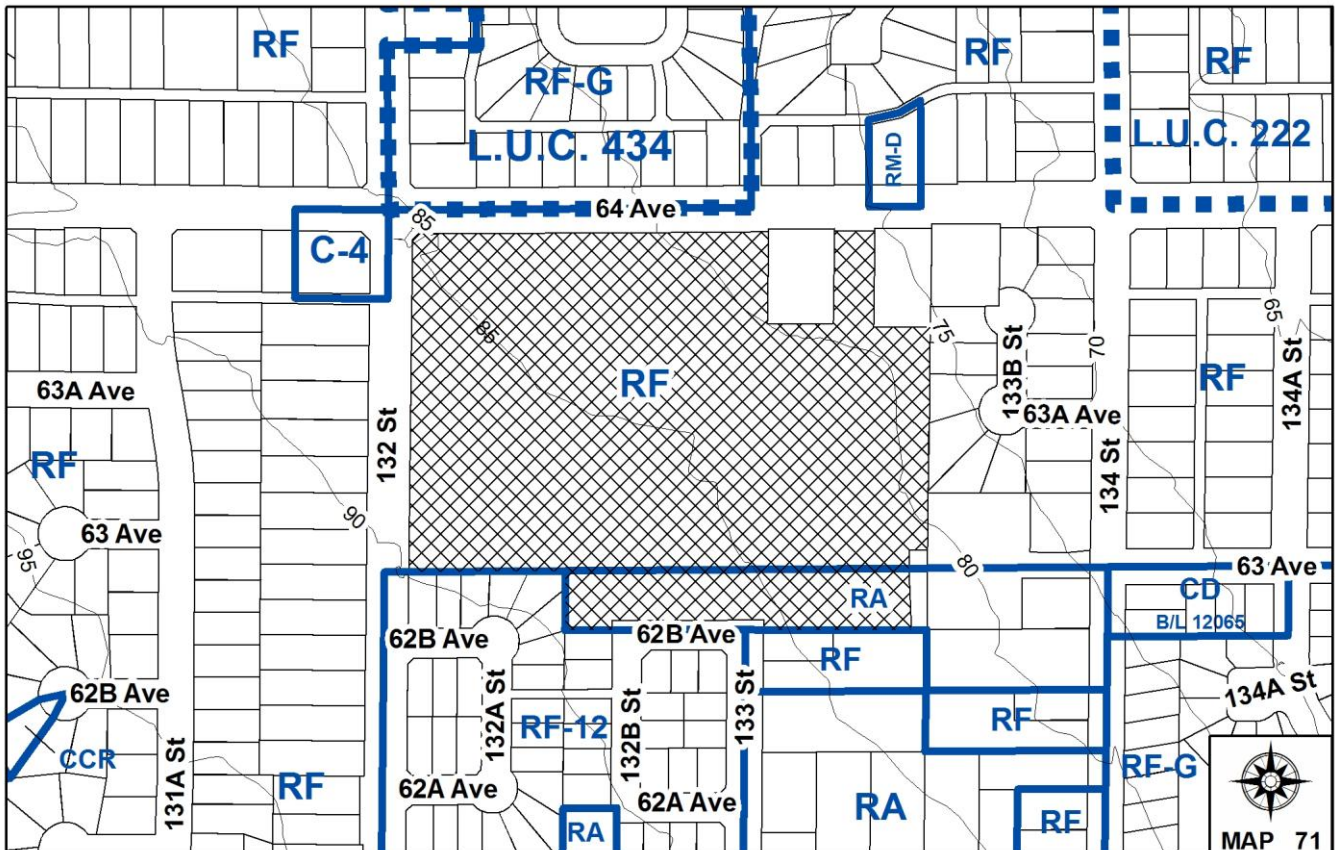 RF
RF-G
RF
RF
L.U.C. 434
RM-D
L.U.C. 222
64 Ave
85
C-4
65
85
75
70
133B St
134A St
RF
RF
63A Ave
63A Ave
132 St
RF
134 St
90
63 Ave
95
80
63 Ave
RA
CD
B/L 12065
62B Ave
62B Ave
RF
62B Ave
134A St
132A St
132B St
133 St
RF-12
RF
CCR
131A St
RF
RF-G
62A Ave
62A Ave
RA
RA
RF
MAP 71